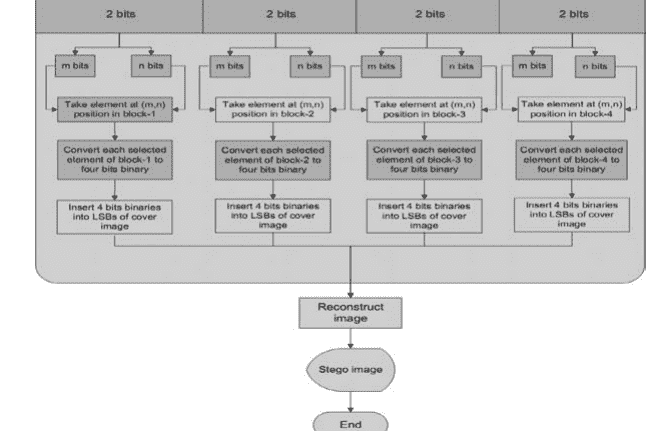 2 bits
2 bits
2 bits
2 bits
m bits
n bits
m bits
n bits
m bits
n bits
m bits
n bits
Take element at (m,n)
position in block-1
Take element at (m,n)
position in block-2
Take element at (m,n)
position in block-3
Take element at (m,n)
position in block-4
Convert each selected
element of block-1 to
four bits binary
Convert each selected
element of block-2 to
four bits binary
Convert each selected
element of block-3 to
four bits binary
Convert each selected
element of block-4 to
four bits binary
Insert 4 bits binaries
into LSBs of cover
image
Insert 4 bits binaries
into LSBs of cover
image
Insert 4 bits binaries
into LSBs of cover
image
Insert 4 bits binaries
into LSBs of cover
image
Reconstruct
image
Stego image
End